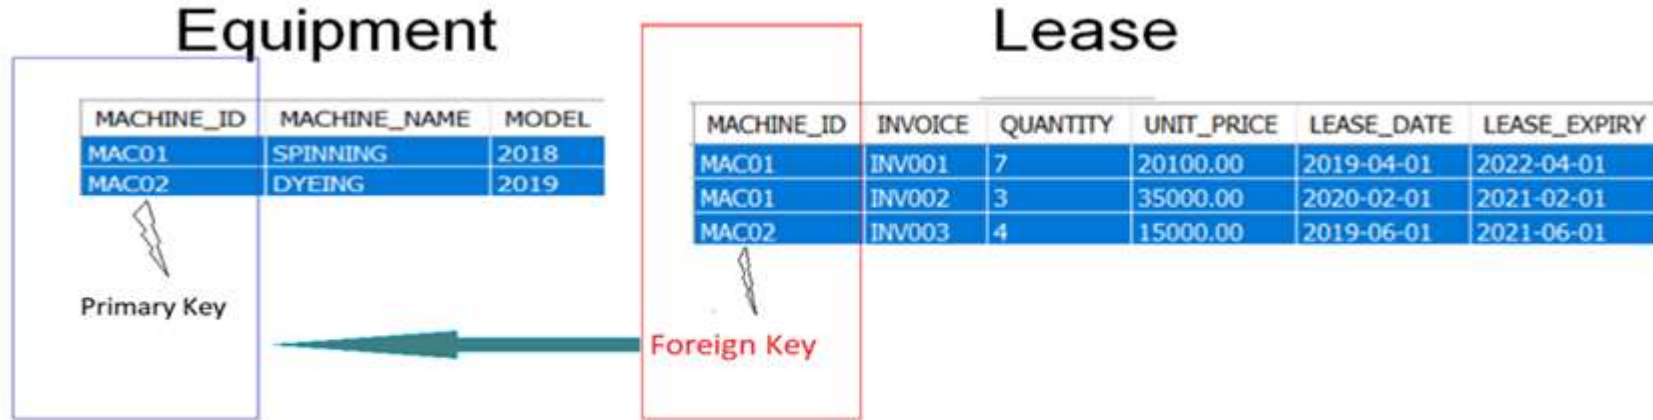 Equipment
MACHINE_ID MACHINE_NAME MODEL
MAC01 SPINNING 2018
MAC02 DYEING 2019
Primary Key
Lease
MACHINE_ID INVOICE QUANTITY UNIT_PRICE LEASE_DATE LEASE_EXPIRY
MAC01 INV001 7 20100.00 2019-04-01 2022-04-01
MAC01 INV002 3 35000.00 2020-02-01 2021-02-01
MAC02 INV003 4 15000.00 2019-06-01 2021-06-01
Foreign Key